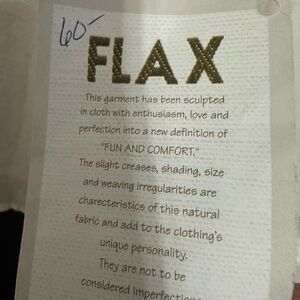 60-
FLAX
This garment has been sculpted
in cloth with enthusiasm, love and
perfection into a new definition of
"FUN AND COMFORT."
The slight creases, shading, size
and weaving irregularities are
charecteristics of this natural
fabric and add to the clothing's
unique personality.
They are not to be
considered Imperfections